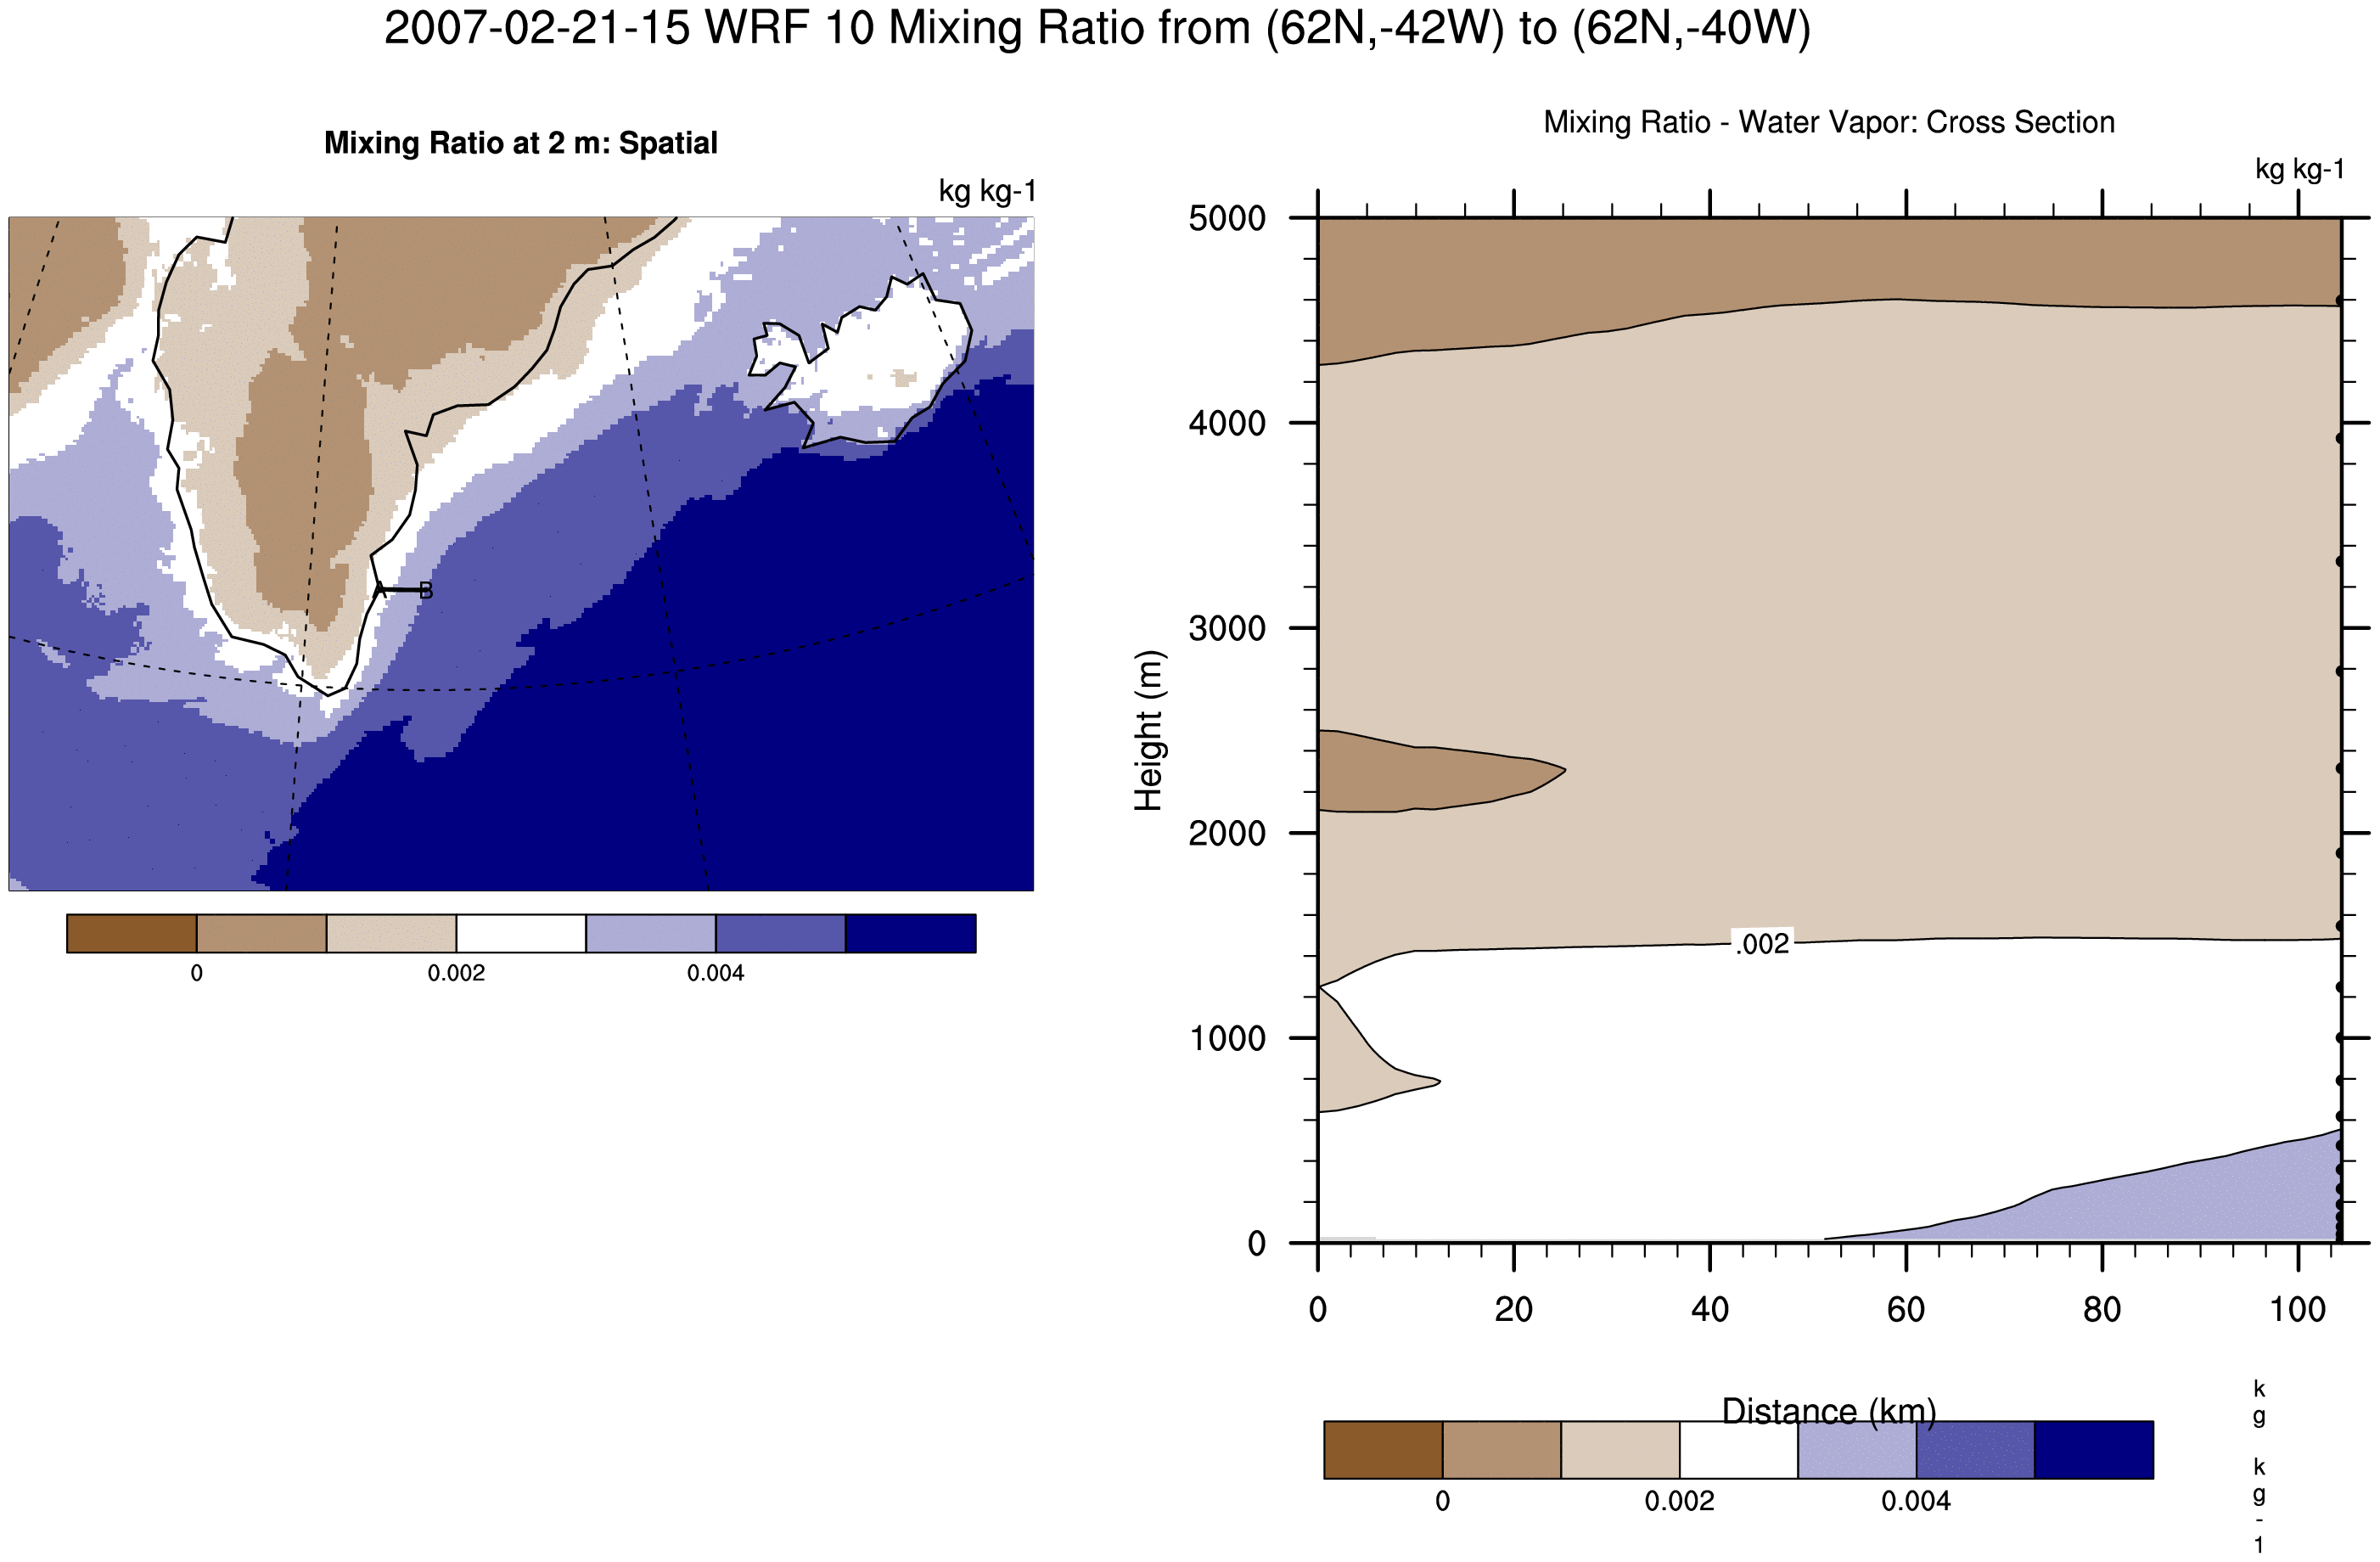 2007-02-21-15 WRF 10 Mixing Ratio from (62N,-42W) to (62N,-40W)
Mixing Ratio at 2 m: Spatial
kg kg-1
A
B
0
0.002
0.004
Mixing Ratio - Water Vapor: Cross Section
kg kg-1
5000
4000
3000
2000
1000
0
Height (m)
.002
0
20
40
60
80
100
Distance (km)
0
0.002
0.004
k
g
k
g
-
1